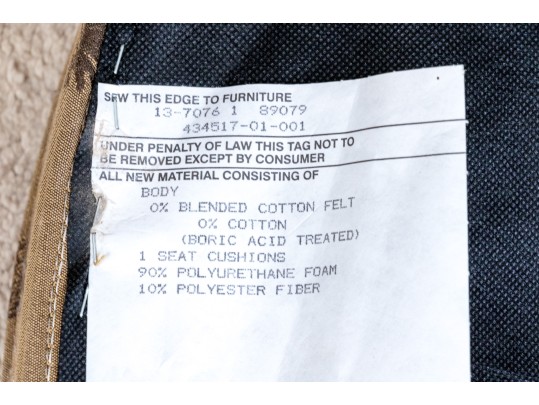 SEW THIS EDGE TO FURNITURE
13-7076 1 89079
434517-01-001
UNDER PENALTY OF LAW THIS TAG NOT TO
BE REMOVED EXCEPT BY CONSUMER
ALL NEW MATERIAL CONSISTING OF
BODY
0% BLENDED COTTON FELT
0% COTTON
(BORIC ACID TREATED)
1 SEAT CUSHIONS
90% POLYURETHANE FOAM
10% POLYESTER FIBER